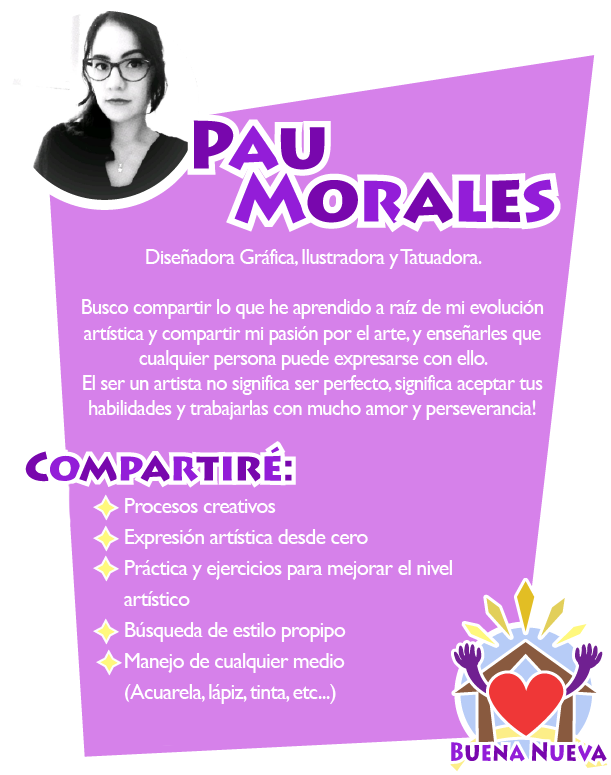 Pau
Morales
Diseñadora Gráfica, Ilustradora y Tatuadora.
Busco compartir lo que he aprendido a raíz de mi evolución
artística y compartir mi pasión por el arte, y enseñarles que
cualquier persona puede expresarse con ello.
El ser un artista no significa ser perfecto, significa aceptar tus
habilidades y trabajarlas con mucho amor y perseverancia!
Compartiré:
Procesos creativos
Expresión artística desde cero
Práctica y ejercicios para mejorar el nivel
artístico
Búsqueda de estilo propipo
Manejo de cualquier medio
(Acuarela, lápiz, tinta, etc...)
Buena Nueva